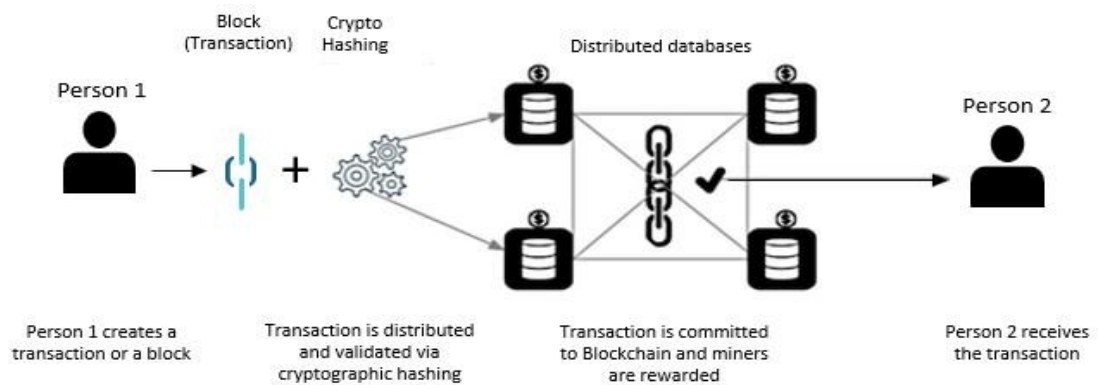 Block
(Transaction)
Crypto
Hashing
Distributed databases
Person 1
Person 2
$
$
$
$
Person 1 creates a
transaction or a block
Transaction is distributed
and validated via
cryptographic hashing
Transaction is committed
to Blockchain and miners
are rewarded
Person 2 receives
the transaction